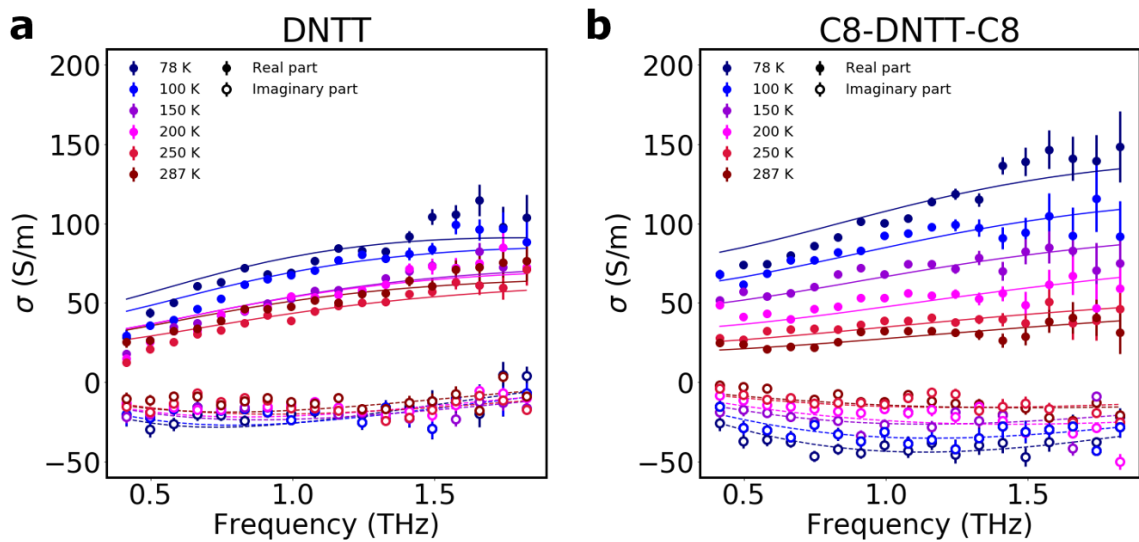 a
DNTT
200
150
100
50
0
−50
σ (S/m)
78 K
100 K
150 K
200 K
250 K
287 K
Real part
Imaginary part
0.5 1.0 1.5
Frequency (THz)
b
C8-DNTT-C8
200
150
100
50
0
−50
σ (S/m)
78 K
100 K
150 K
200 K
250 K
287 K
Real part
Imaginary part
0.5 1.0 1.5
Frequency (THz)